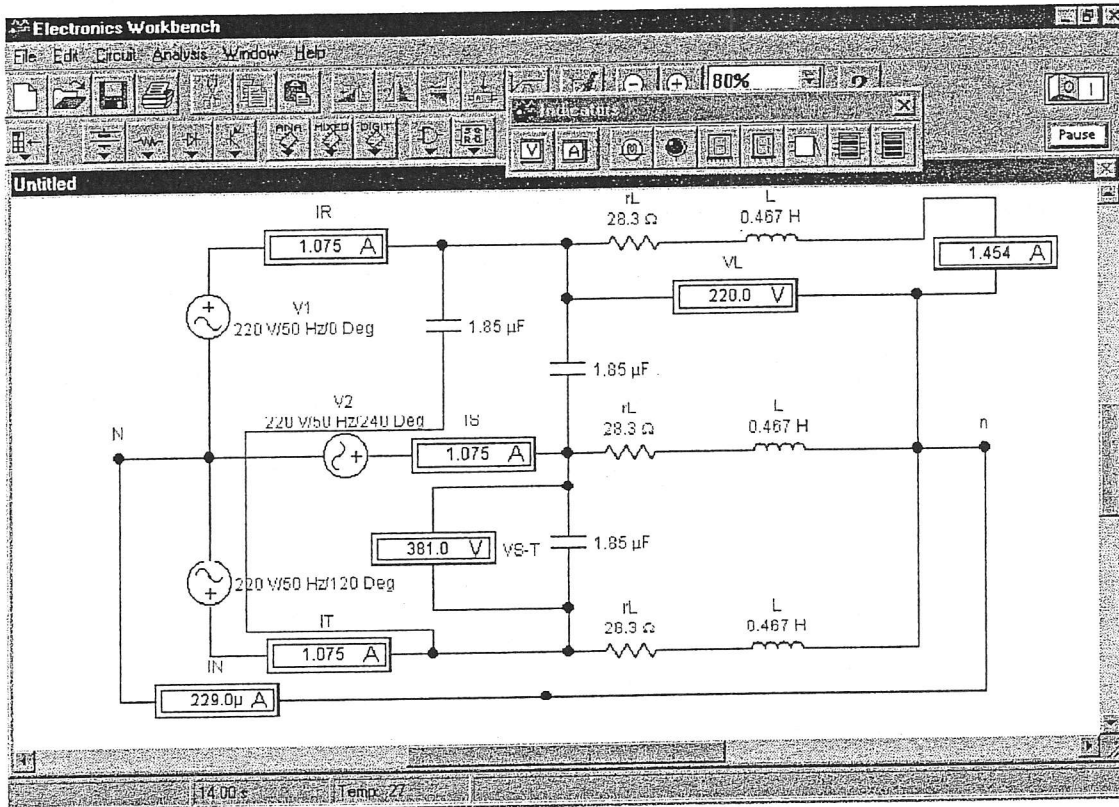 Electronics Workbench
File Edit Circuit Analysis Window Help
80%
?
Indicators
ANA MIXED DIGIT
V A
Pause
Untitled
IR
1.075 A
rL
28.3 Ω
L
0.467 H
1.454 A
VL
220.0 V
V1
220 V/50 Hz/0 Deg
1.85 µF
1.85 µF
V2
220 V/50 Hz/240 Deg
IS
1.075 A
rL
28.3 Ω
L
0.467 H
N
n
381.0 V
VS-T
1.85 µF
220 V/50 Hz/120 Deg
IT
1.075 A
rL
28.3 Ω
L
0.467 H
IN
229.0µ A
14.00 s
Temp: 27